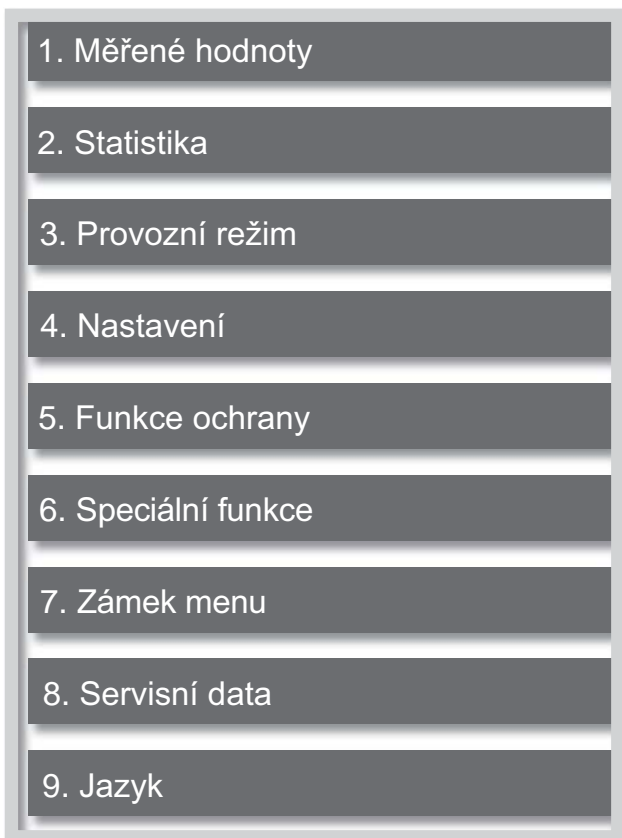 1. Měřené hodnoty
2. Statistika
3. Provozní režim
4. Nastavení
5. Funkce ochrany
6. Speciální funkce
7. Zámek menu
8. Servisní data
9. Jazyk